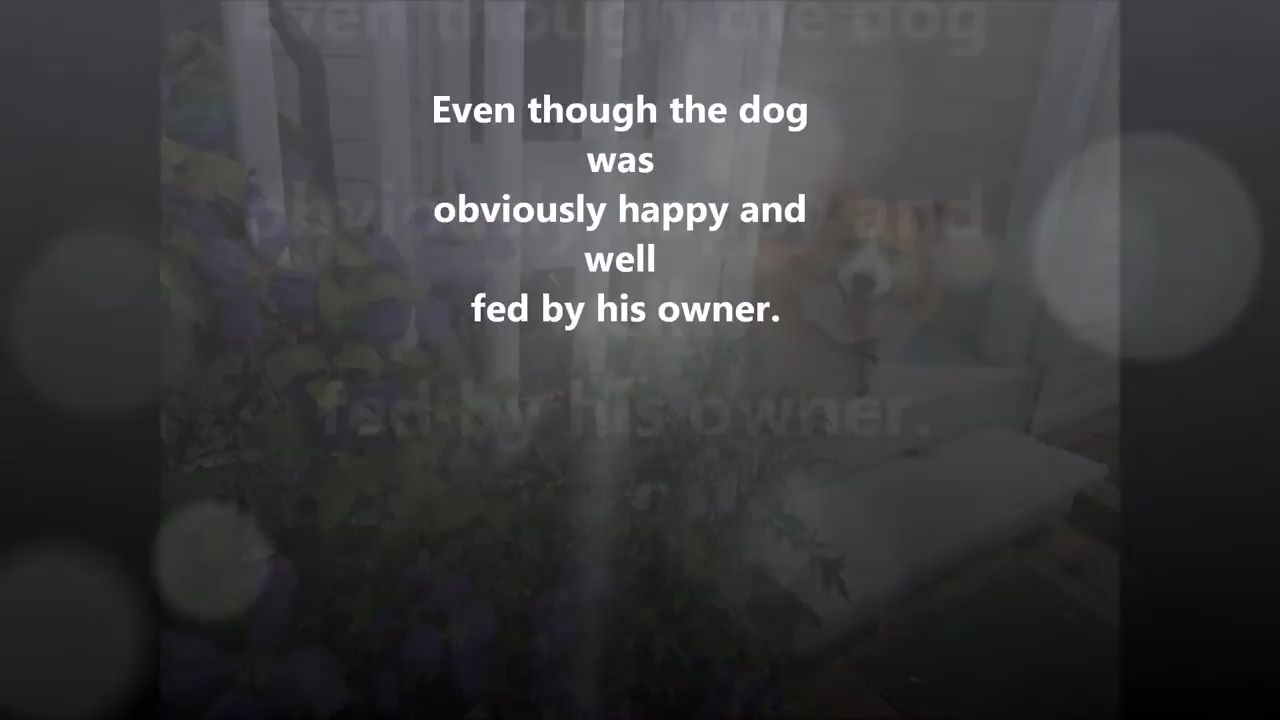 Even though the dog
was
obviously happy and
well
fed by his owner.